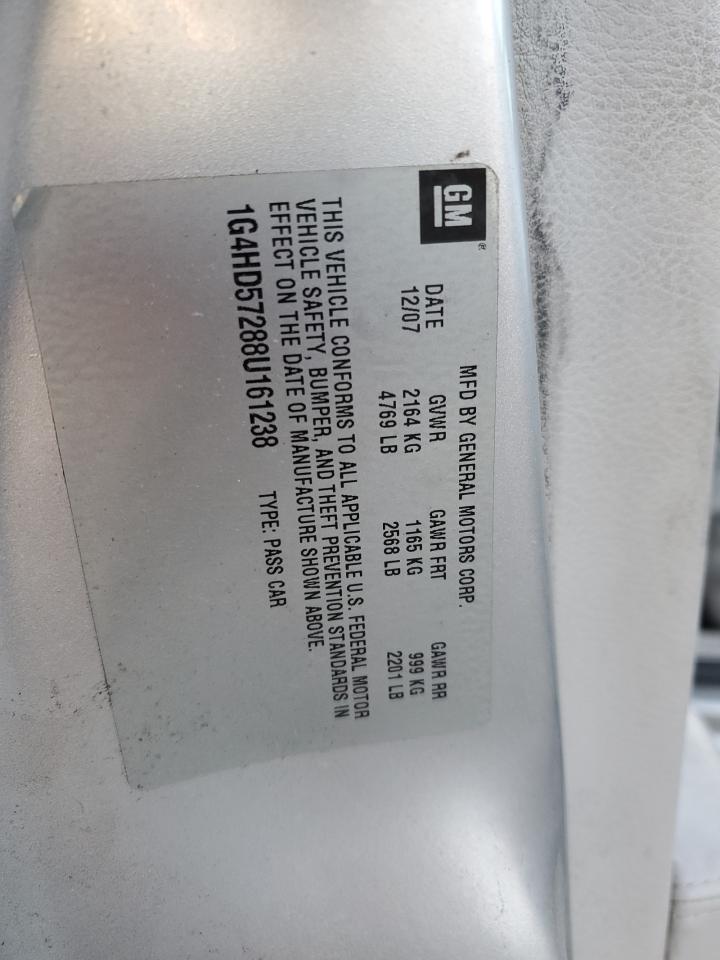 GM®
MFD BY GENERAL MOTORS CORP.
DATE GVWR GAWR FRT GAWR RR
12/07 2164 KG 1165 KG 999 KG
4769 LB 2568 LB 2201 LB
THIS VEHICLE CONFORMS TO ALL APPLICABLE U.S. FEDERAL MOTOR
VEHICLE SAFETY, BUMPER, AND THEFT PREVENTION STANDARDS IN
EFFECT ON THE DATE OF MANUFACTURE SHOWN ABOVE.
1G4HD57288U161238 TYPE: PASS CAR